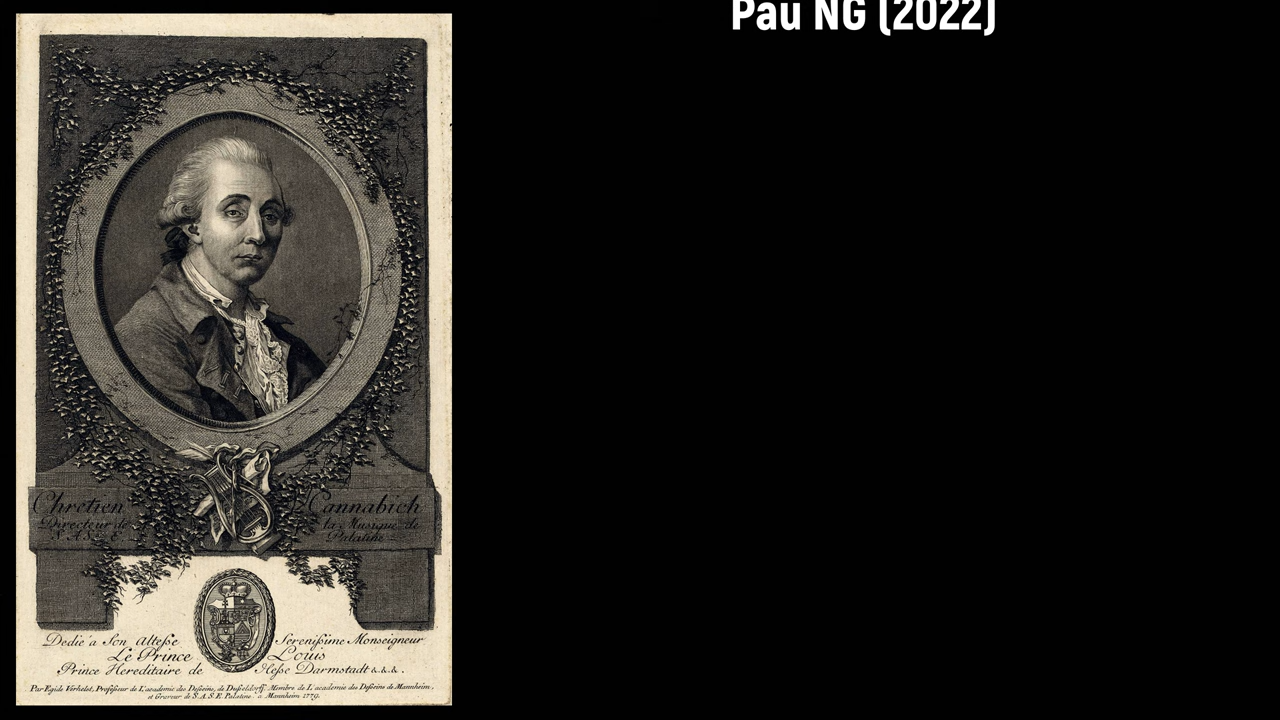 Pau NG (2022)
Chretien Cannabich
Directeur de la Musique de
S. A. S. E. Palatine
Dedié a Son Altesse Serenissime Monseigneur
Le Prince Louis
Prince Hereditaire de Hesse Darmstadt &.&.&.
Par Egide Verhelst, Professeur de L'academie des Desseins, de Dusseldorff. Membre de L'academie des Desseins de Mannheim,
et Graveur de S. A. S. E. Palatine. a Mannheim 1779.